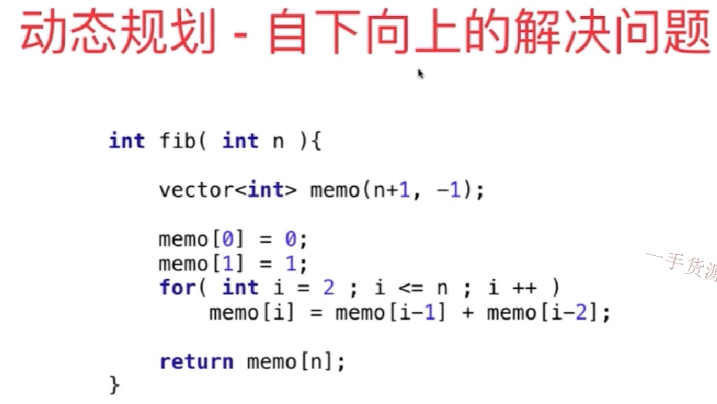 动态规划 - 自下向上的解决问题
int fib( int n ){
vector<int> memo(n+1, -1);
memo[0] = 0;
memo[1] = 1;
for( int i = 2 ; i <= n ; i ++ )
memo[i] = memo[i-1] + memo[i-2];
return memo[n];
}
一手货源